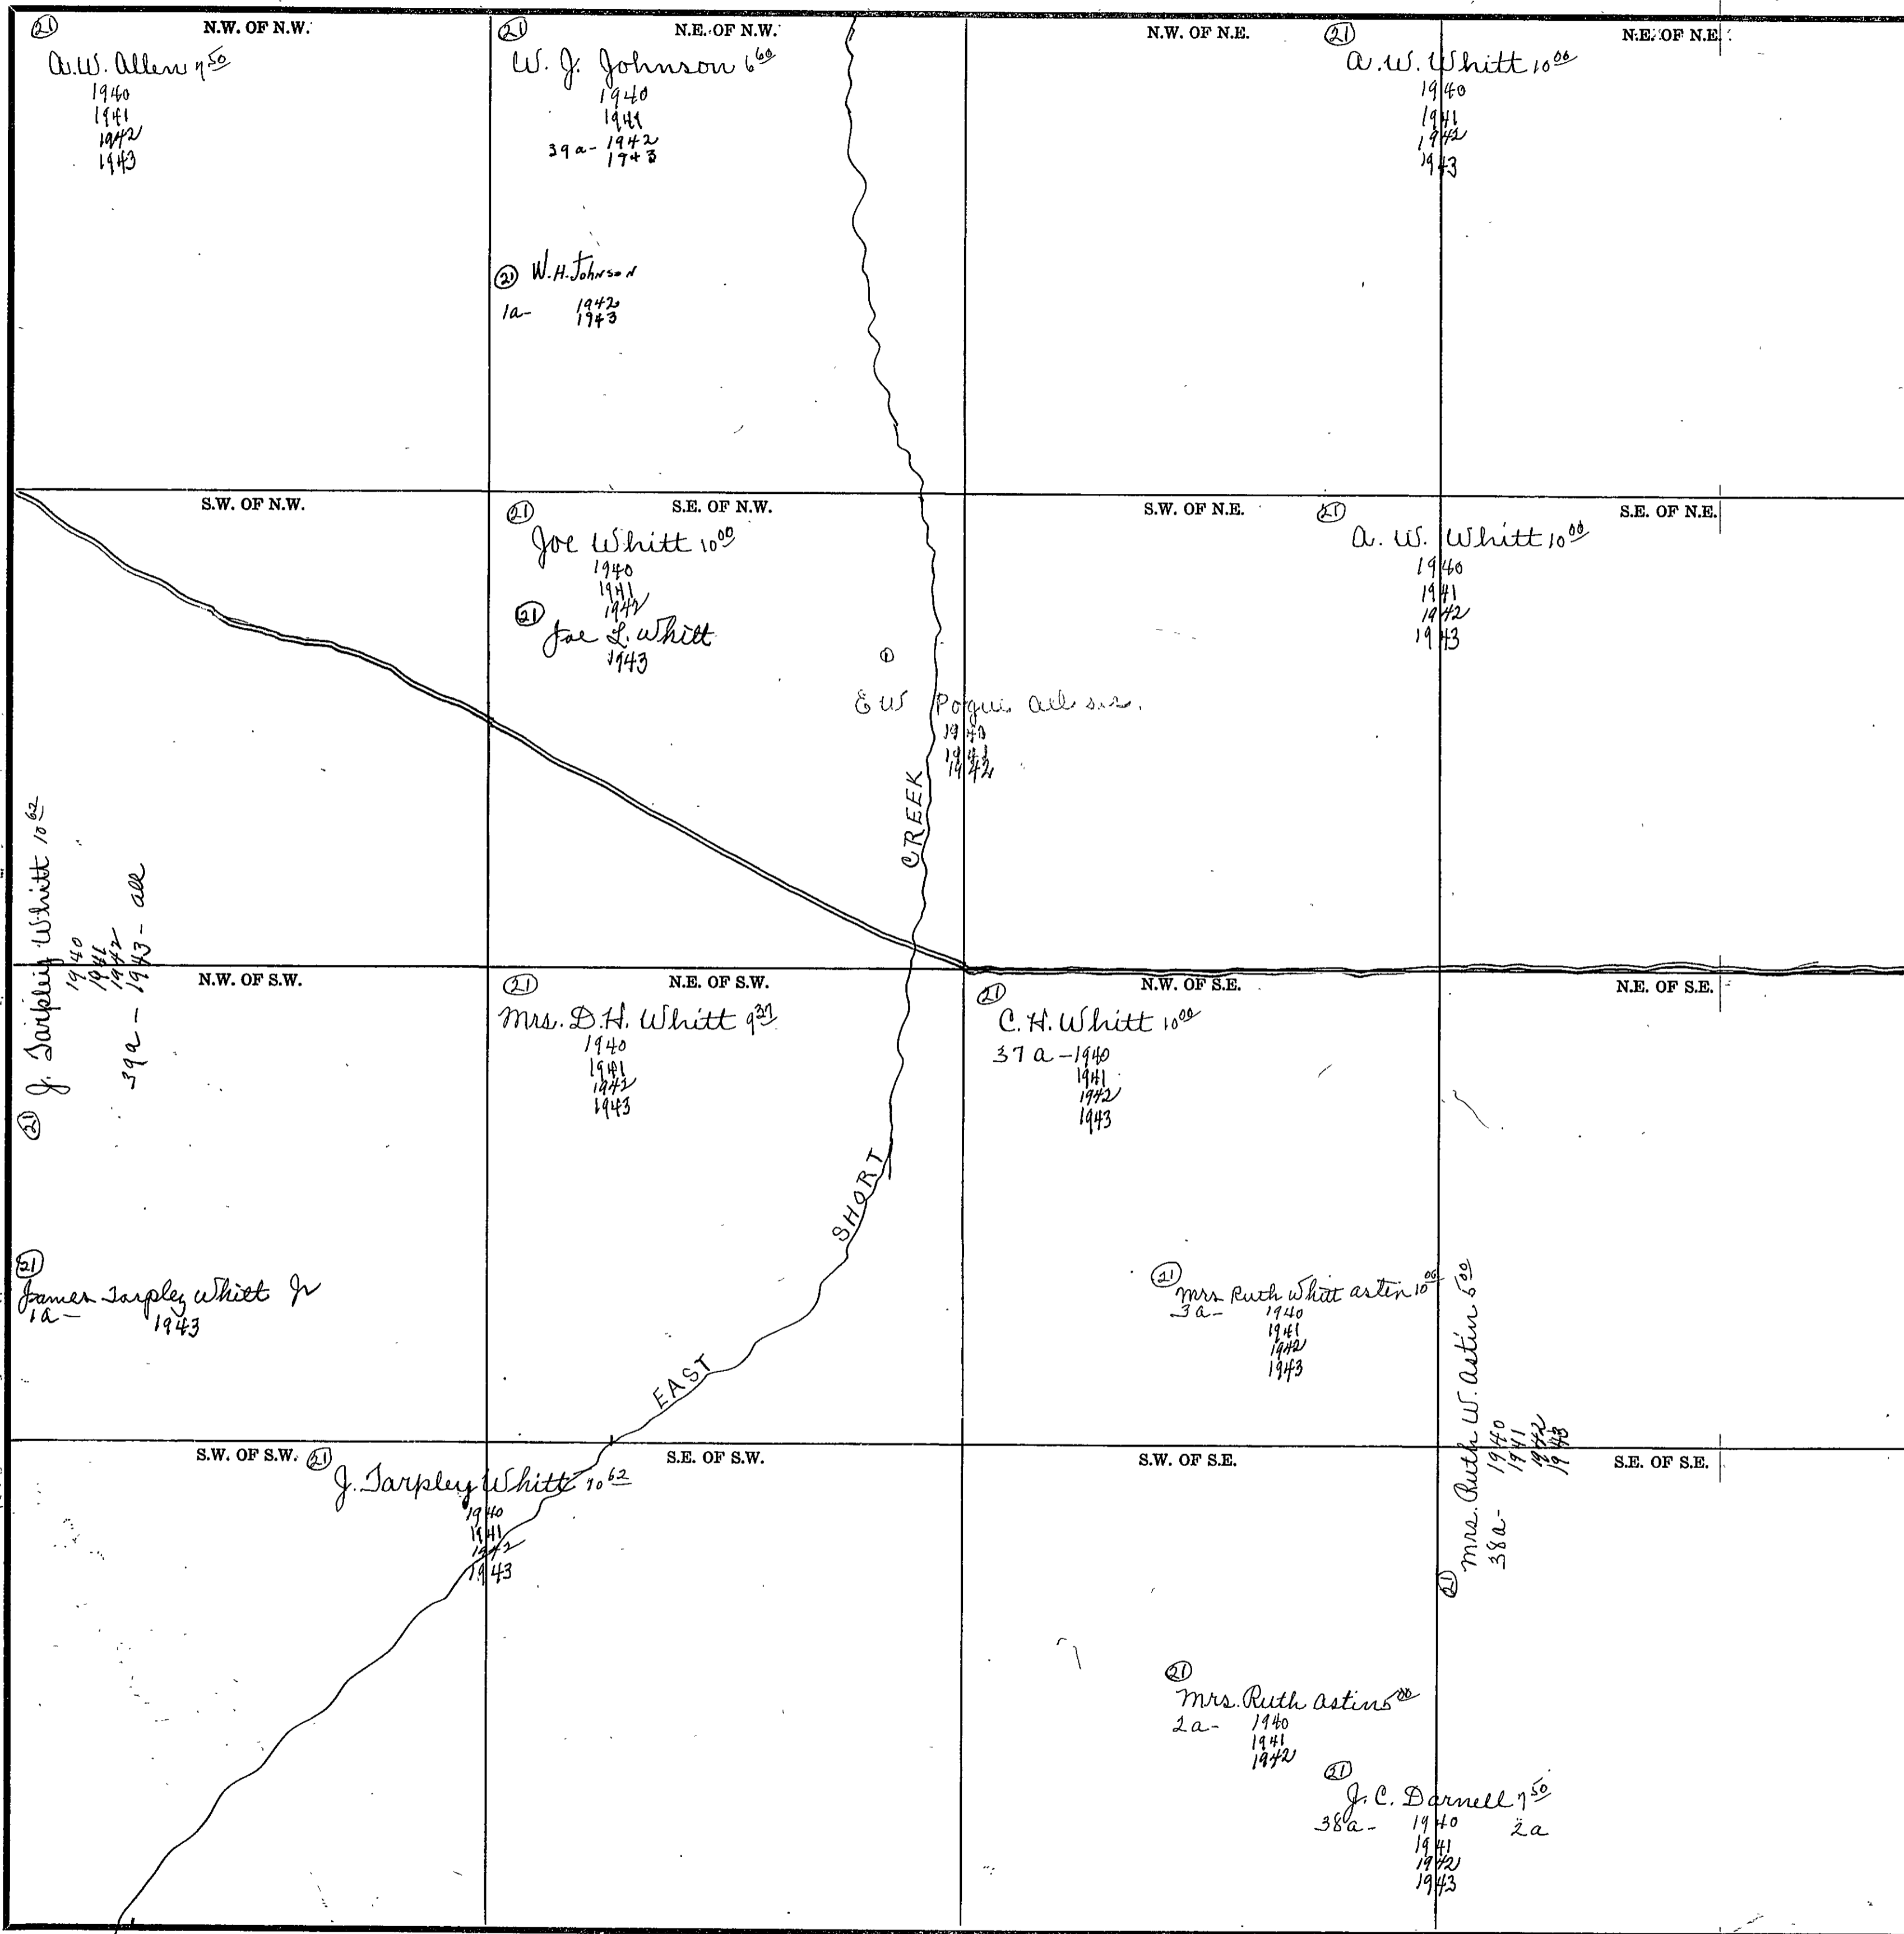 N.W. OF N.W.
(21)
A.W. Allen 7 50
1940
1941
1942
1943
N.E. OF N.W.
(21)
W. J. Johnson 6 60
1940
1941
39a- 1942
1943
(21) W.H. Johnson
1a- 1942
1943
N.W. OF N.E.
(21)
N.E. OF N.E.
A.W. Whitt 10 00
1940
1941
1942
1943
S.W. OF N.W.
S.E. OF N.W.
(21)
Joe Whitt 10 00
1940
1941
1942
(21)
Joe L. Whitt
1943
(1)
E W Pogue all
1940
1941
1942
S.W. OF N.E.
(21)
S.E. OF N.E.
A. W. Whitt 10 00
1940
1941
1942
1943
CREEK
(21) J. Tarpley Whitt 10 62
1940
1941
1942
39a - 1943 - all
N.W. OF S.W.
N.E. OF S.W.
(21)
Mrs. D.H. Whitt 9 37
1940
1941
1942
1943
N.W. OF S.E.
(21)
C. H. Whitt 10 00
37 a - 1940
1941
1942
1943
N.E. OF S.E.
SHORT
(21)
James Tarpley Whitt Jr
1a -
1943
(21)
Mrs Ruth Whitt Astin 10 00
3a- 1940
1941
1942
1943
EAST
(21) Mrs. Ruth W. Astin 5 00
38a- 1940
1941
1942
1943
S.W. OF S.W.
(21)
S.E. OF S.W.
J. Tarpley Whitt 10 62
1940
1941
1942
1943
S.W. OF S.E.
S.E. OF S.E.
(21)
Mrs. Ruth Astin 5 00
2a- 1940
1941
1942
(21)
J. C. Darnell 7 50
38a- 1940 2a
1941
1942
1943